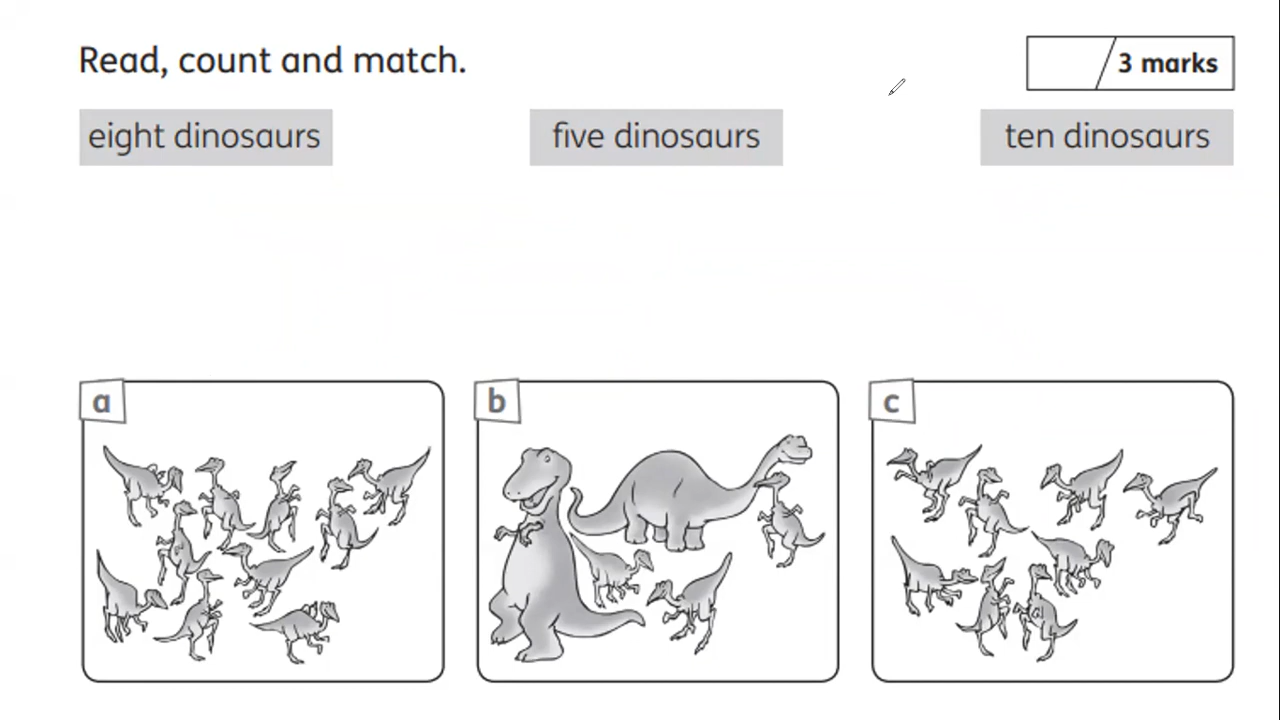 Read, count and match.
3 marks
eight dinosaurs
five dinosaurs
ten dinosaurs
a
b
c